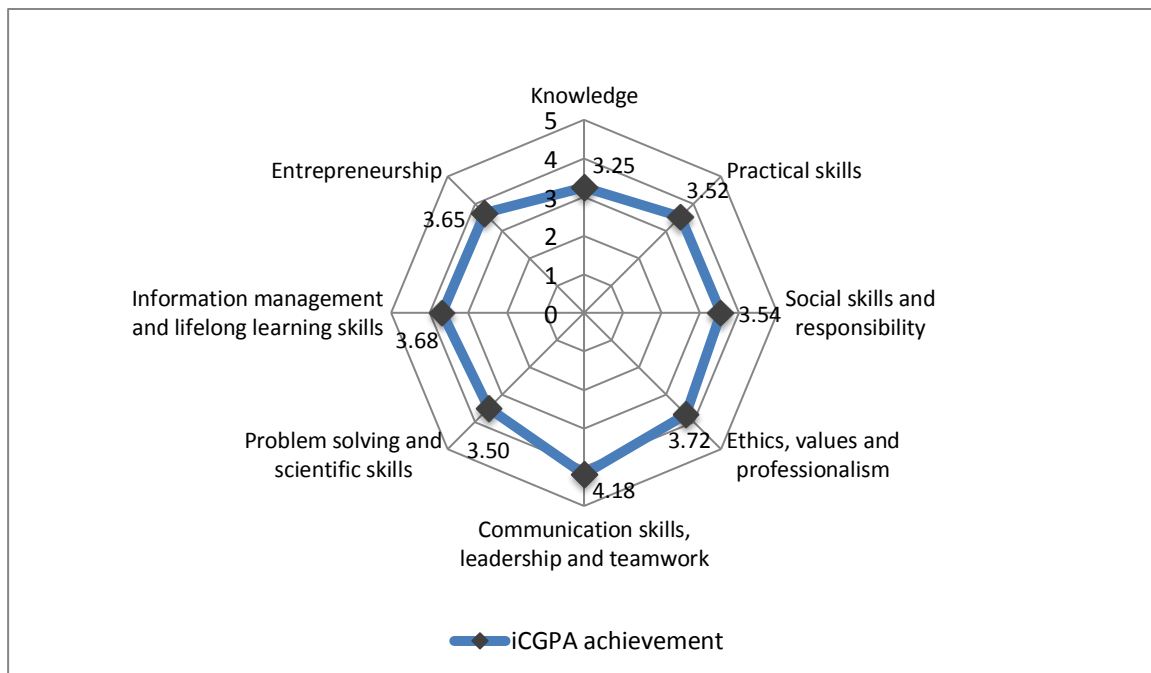 Knowledge
5
4
3.25
Entrepreneurship
Practical skills
3.52
3
3.65
2
Information management
and lifelong learning skills
1
Social skills and
responsibility
0
3.54
3.68
Problem solving and
scientific skills
3.50
3.72
Ethics, values and
professionalism
4.18
Communication skills,
leadership and teamwork
iCGPA achievement